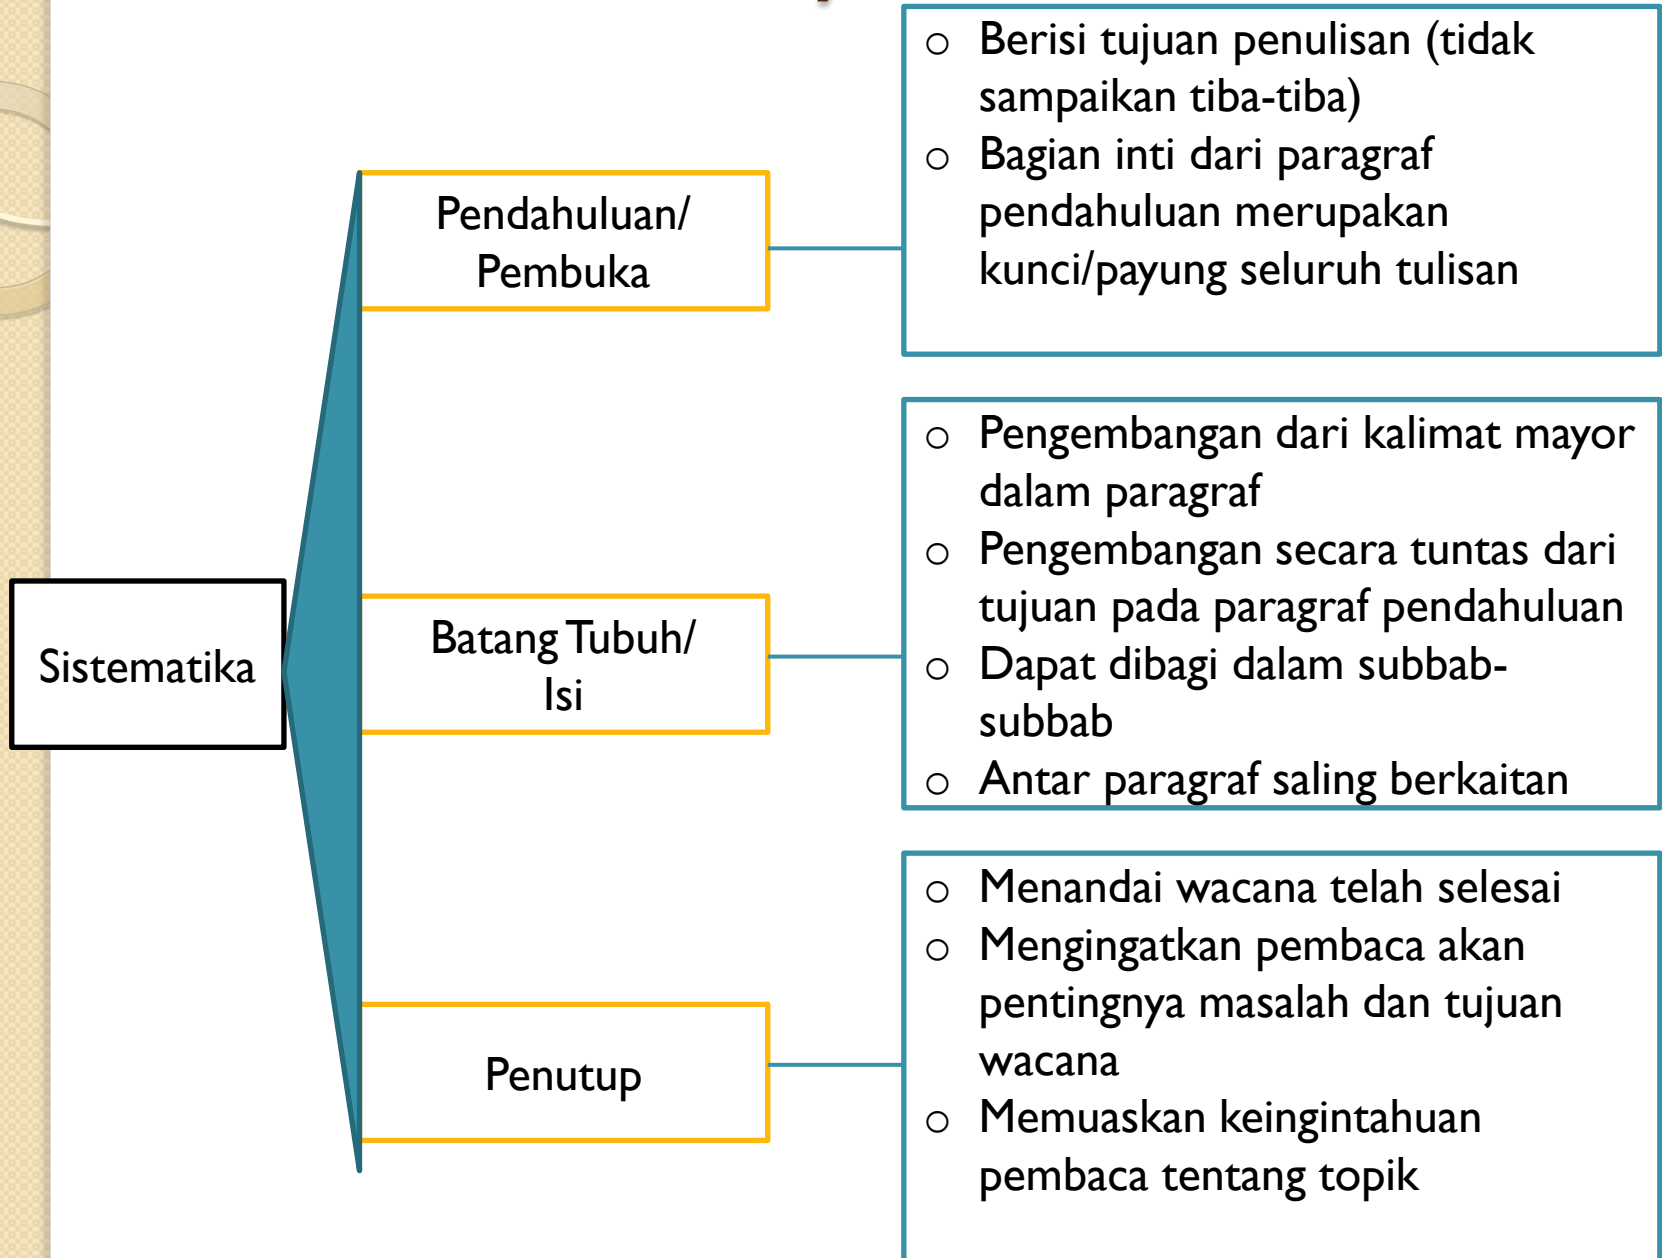 Sistematika
Pendahuluan/
Pembuka
○ Berisi tujuan penulisan (tidak
sampaikan tiba-tiba)
○ Bagian inti dari paragraf
pendahuluan merupakan
kunci/payung seluruh tulisan
Batang Tubuh/
Isi
○ Pengembangan dari kalimat mayor
dalam paragraf
○ Pengembangan secara tuntas dari
tujuan pada paragraf pendahuluan
○ Dapat dibagi dalam subbab-
subbab
○ Antar paragraf saling berkaitan
Penutup
○ Menandai wacana telah selesai
○ Mengingatkan pembaca akan
pentingnya masalah dan tujuan
wacana
○ Memuaskan keingintahuan
pembaca tentang topik